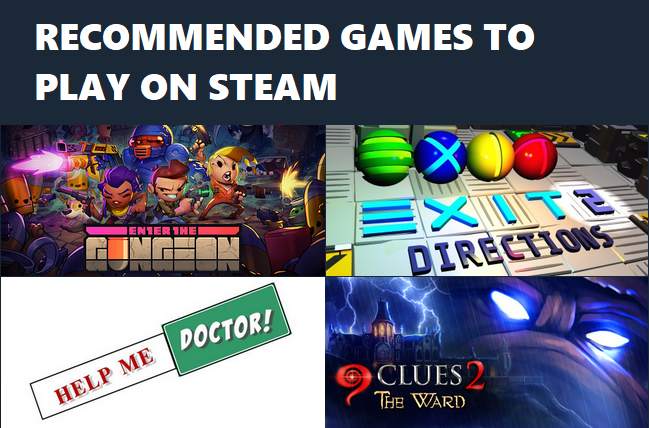 RECOMMENDED GAMES TO
PLAY ON STEAM
ENTER THE
GUNGEON
EXIT 2
DIRECTIONS
HELP ME
DOCTOR!
9 CLUES 2
THE WARD